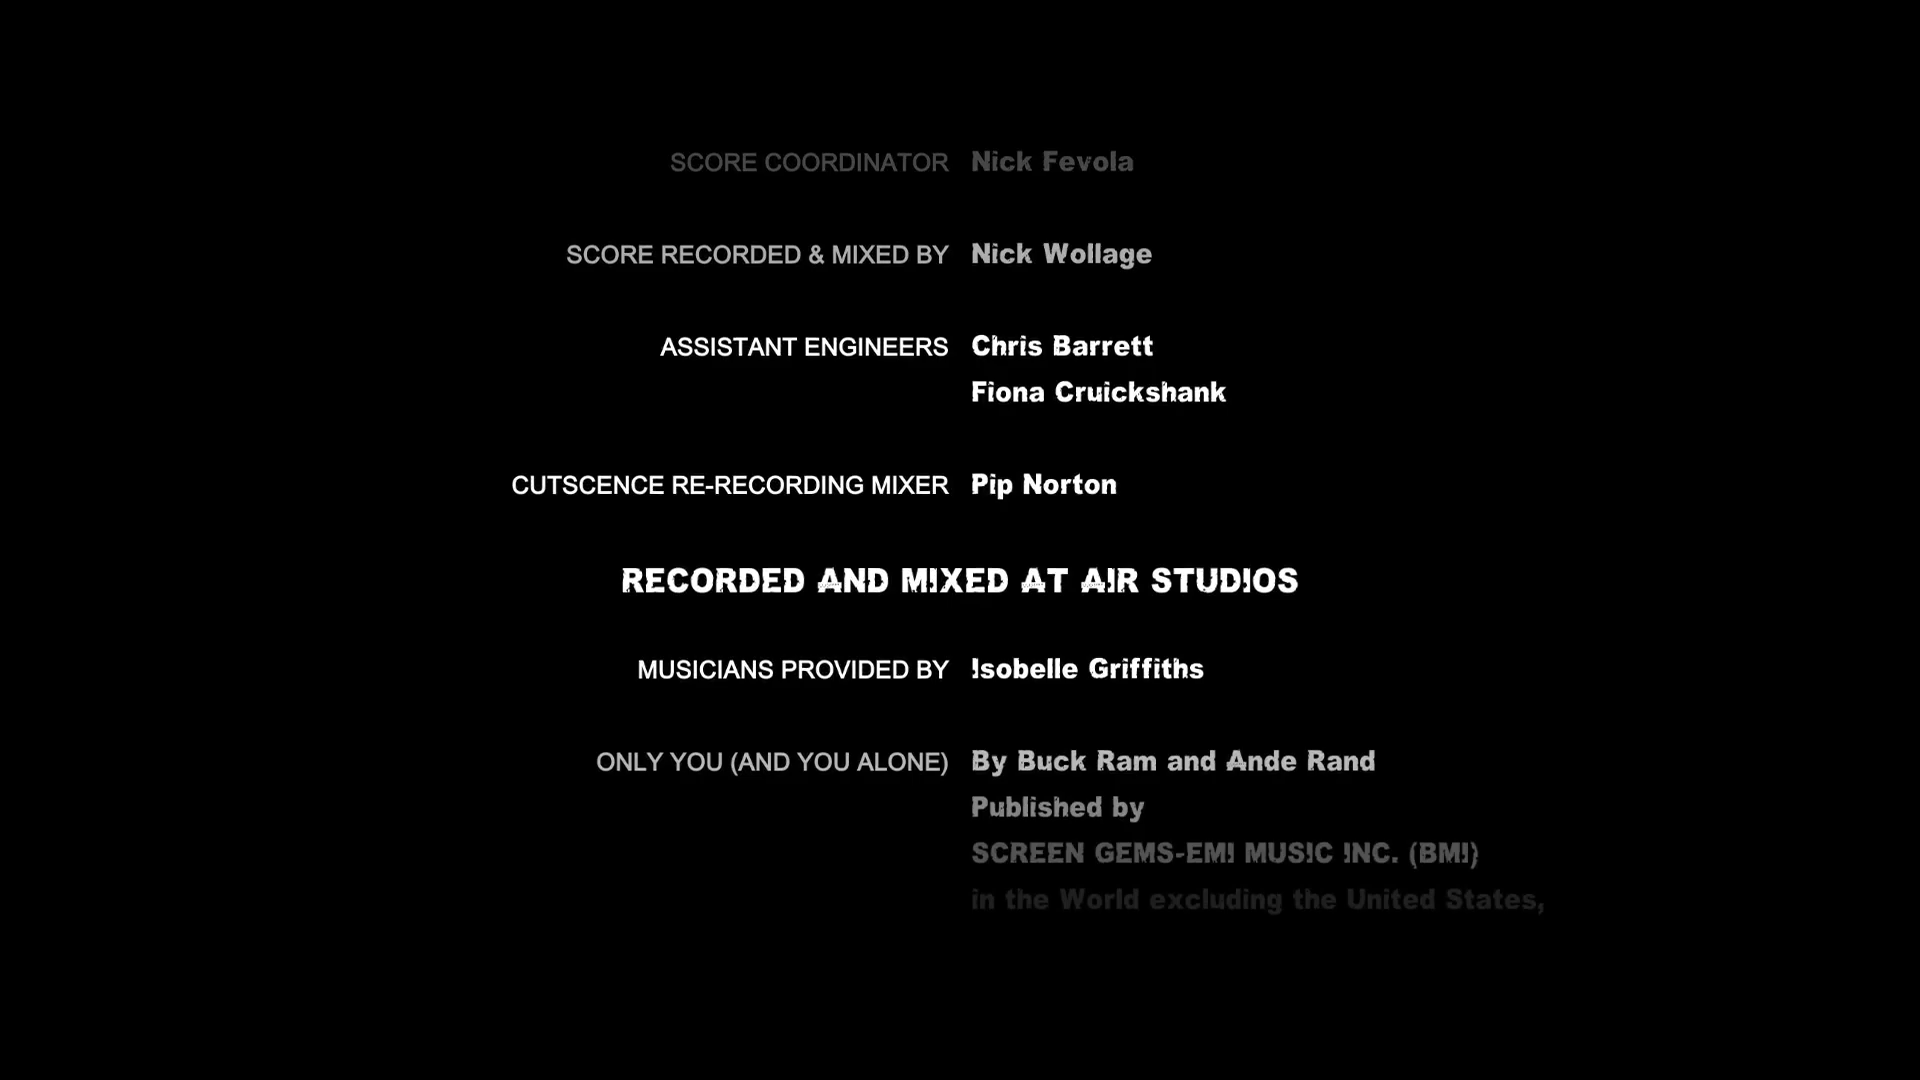 SCORE COORDINATOR Nick Fevola
SCORE RECORDED & MIXED BY Nick Wollage
ASSISTANT ENGINEERS Chris Barrett
Fiona Cruickshank
CUTSCENCE RE-RECORDING MIXER Pip Norton
RECORDED AND MIXED AT AIR STUDIOS
MUSICIANS PROVIDED BY Isobelle Griffiths
ONLY YOU (AND YOU ALONE) By Buck Ram and Ande Rand
Published by
SCREEN GEMS-EMI MUSIC INC. (BMI)
in the World excluding the United States,